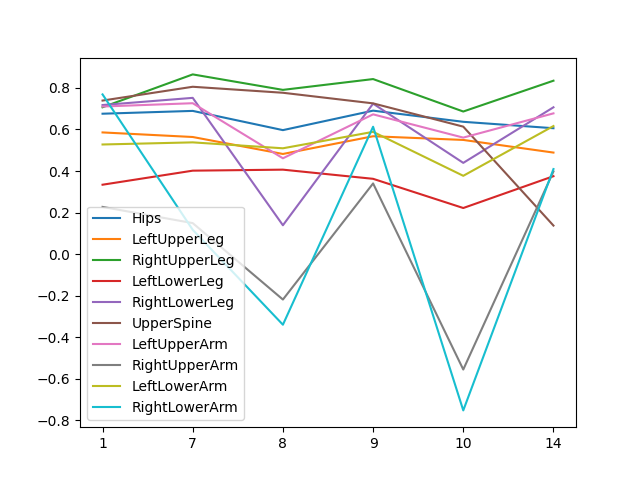 0.8
0.6
0.4
0.2
0.0
−0.2
−0.4
−0.6
−0.8
Hips
LeftUpperLeg
RightUpperLeg
LeftLowerLeg
RightLowerLeg
UpperSpine
LeftUpperArm
RightUpperArm
LeftLowerArm
RightLowerArm
1 7 8 9 10 14